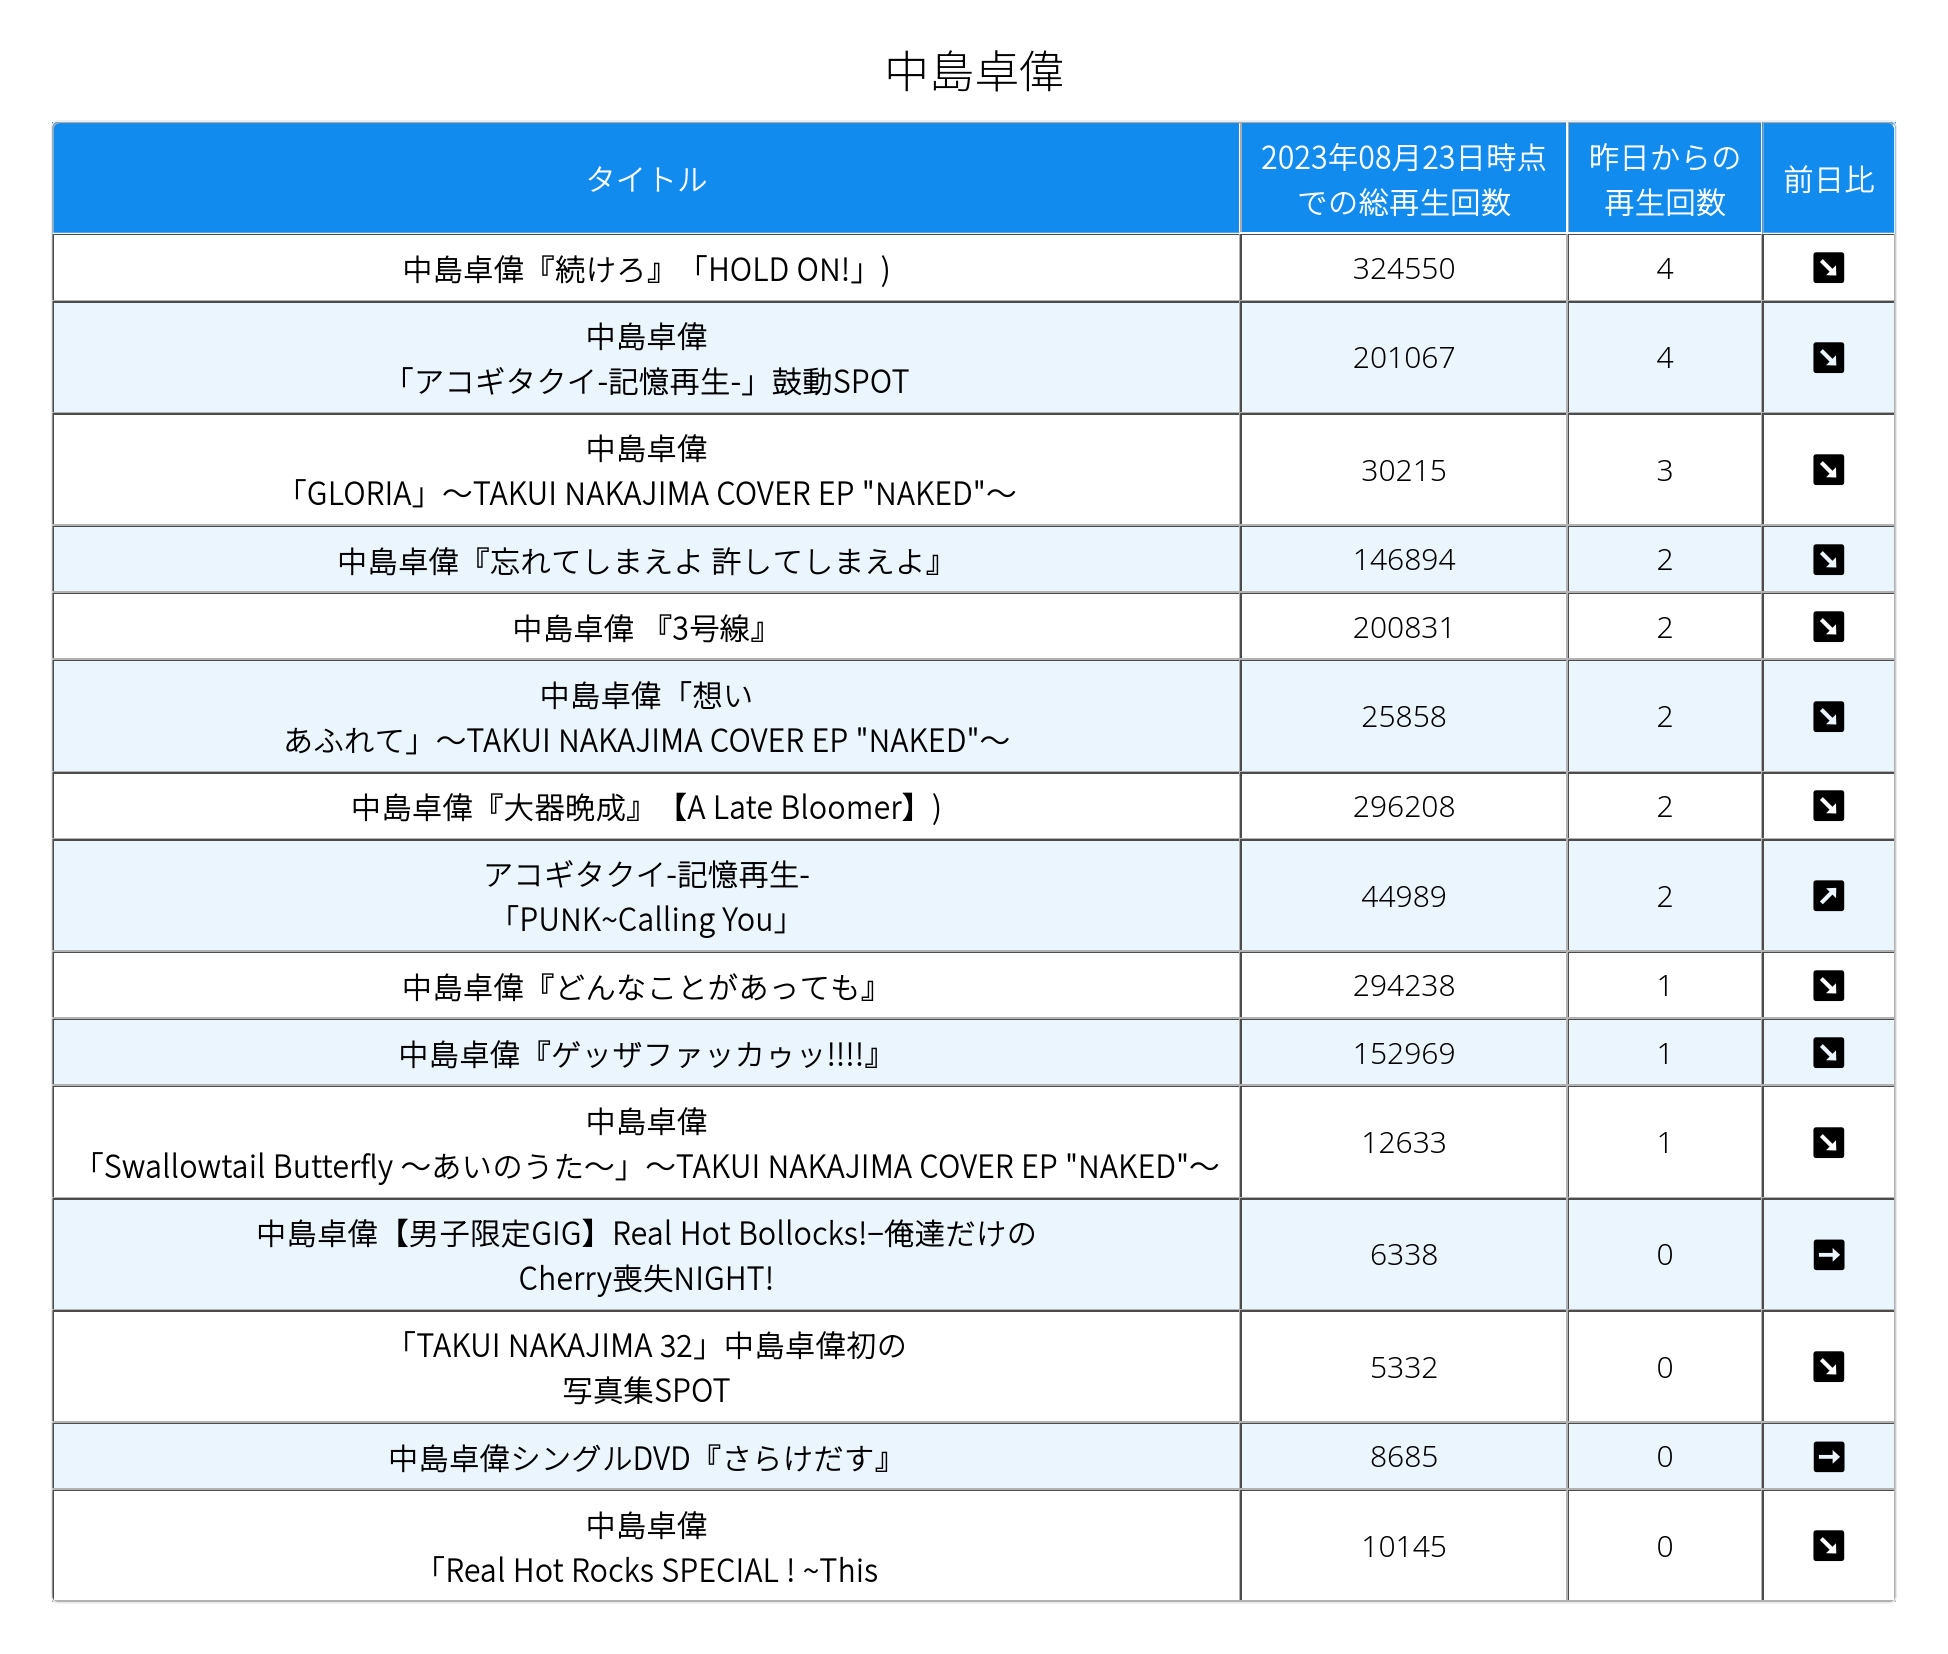 中島卓偉
タイトル
2023年08月23日時点
での総再生回数
昨日からの
再生回数
前日比
中島卓偉『続けろ』「HOLD ON!」)
324550
4
中島卓偉
「アコギタクイ-記憶再生-」鼓動SPOT
201067
4
中島卓偉
「GLORIA」～TAKUI NAKAJIMA COVER EP "NAKED"～
30215
3
中島卓偉『忘れてしまえよ 許してしまえよ』
146894
2
中島卓偉 『3号線』
200831
2
中島卓偉「想い
あふれて」～TAKUI NAKAJIMA COVER EP "NAKED"～
25858
2
中島卓偉『大器晩成』【A Late Bloomer】)
296208
2
アコギタクイ-記憶再生-
「PUNK~Calling You」
44989
2
中島卓偉『どんなことがあっても』
294238
1
中島卓偉『ゲッザファッカゥッ!!!!』
152969
1
中島卓偉
「Swallowtail Butterfly ～あいのうた～」～TAKUI NAKAJIMA COVER EP "NAKED"～
12633
1
中島卓偉【男子限定GIG】Real Hot Bollocks!−俺達だけの
Cherry喪失NIGHT!
6338
0
「TAKUI NAKAJIMA 32」中島卓偉初の
写真集SPOT
5332
0
中島卓偉シングルDVD『さらけだす』
8685
0
中島卓偉
「Real Hot Rocks SPECIAL ! ~This
10145
0